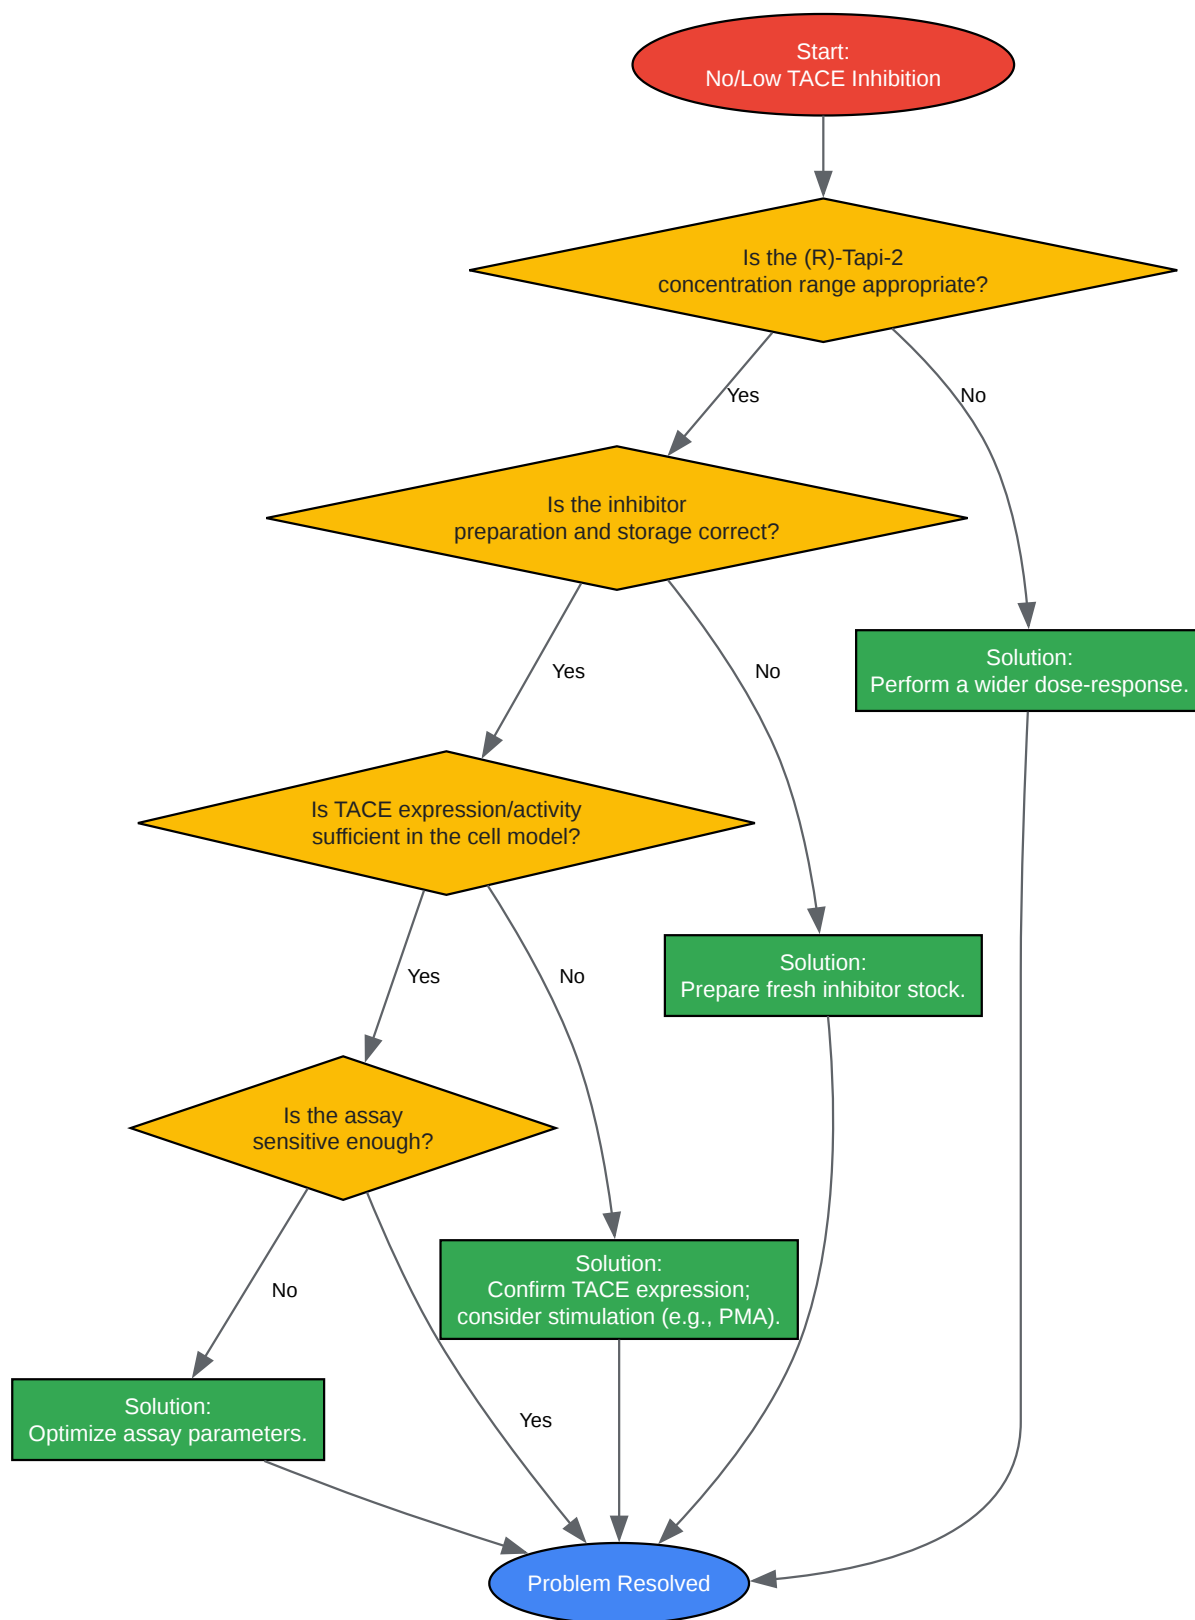 Start:
No/Low TACE Inhibition
Is the (R)-Tapi-2
concentration range appropriate?
Yes
No
Is the inhibitor
preparation and storage correct?
Solution:
Perform a wider dose-response.
Yes
No
Is TACE expression/activity
sufficient in the cell model?
Solution:
Prepare fresh inhibitor stock.
Yes
No
Is the assay
sensitive enough?
Solution:
Confirm TACE expression;
consider stimulation (e.g., PMA).
No
Yes
Solution:
Optimize assay parameters.
Problem Resolved